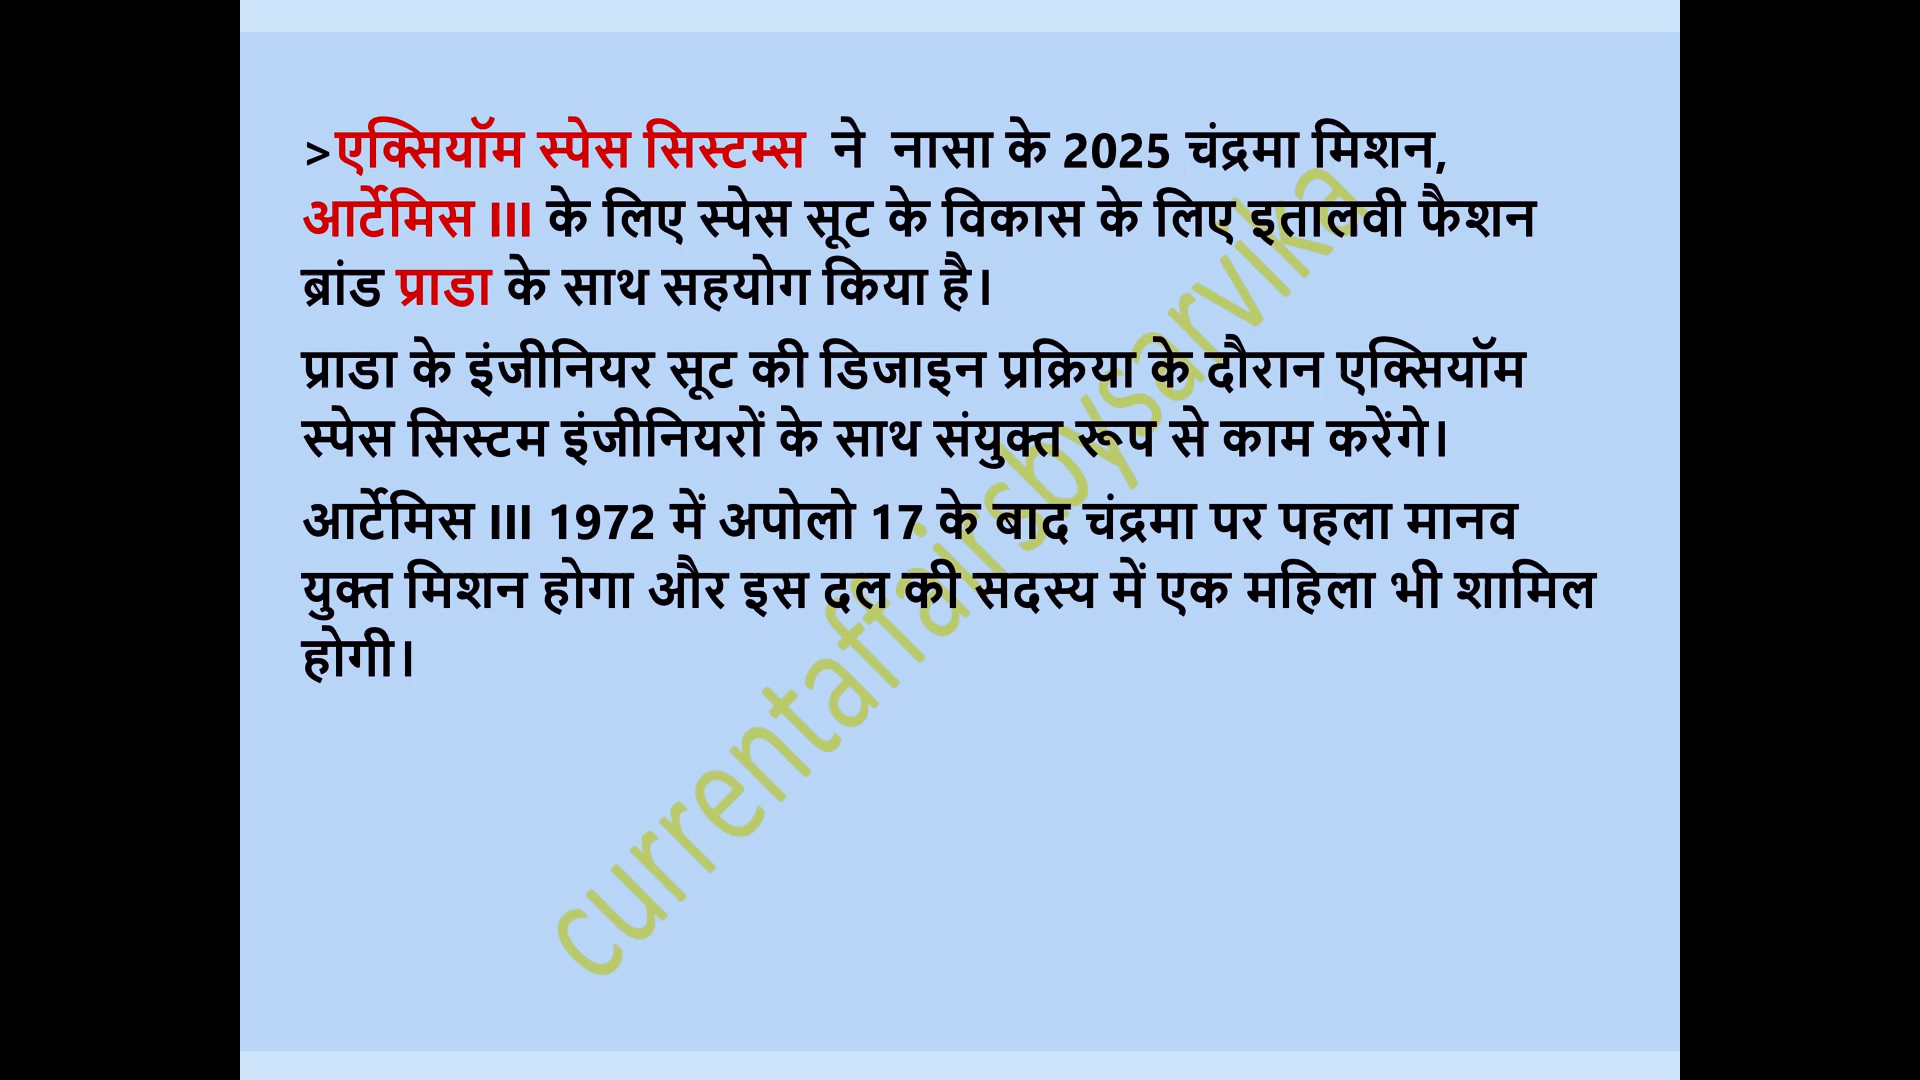 >एक्सियॉम स्पेस सिस्टम्स ने नासा के 2025 चंद्रमा मिशन,
आर्टेमिस III के लिए स्पेस सूट के विकास के लिए इतालवी फैशन
ब्रांड प्राडा के साथ सहयोग किया है।
प्राडा के इंजीनियर सूट की डिजाइन प्रक्रिया के दौरान एक्सियॉम
स्पेस सिस्टम इंजीनियरों के साथ संयुक्त रूप से काम करेंगे।
आर्टेमिस III 1972 में अपोलो 17 के बाद चंद्रमा पर पहला मानव
युक्त मिशन होगा और इस दल की सदस्य में एक महिला भी शामिल
होगी।
currentaffairsbysarvika